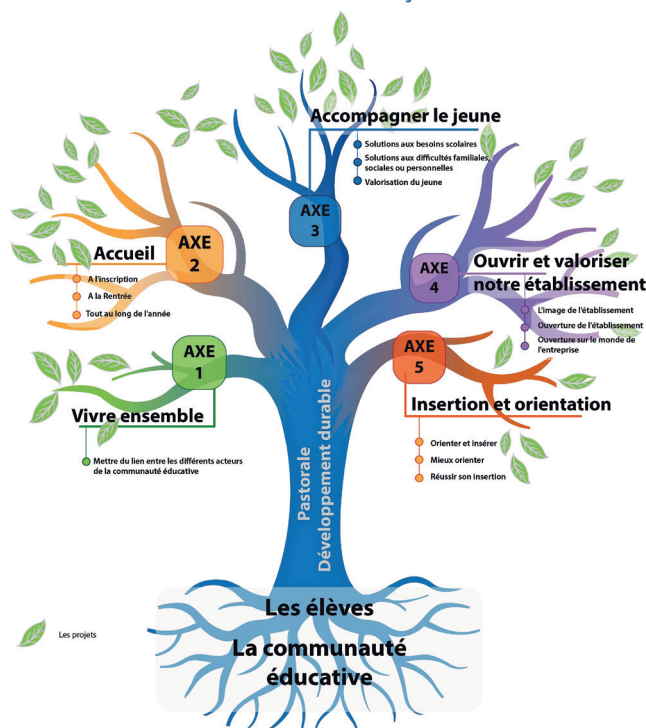 Accompagner le jeune
AXE
3
Solutions aux besoins scolaires
Solutions aux difficultés familiales,
sociales ou personnelles
Valorisation du jeune
AXE
2
Accueil
A l'inscription
A la Rentrée
Tout au long de l'année
AXE
4
Ouvrir et valoriser
notre établissement
L'image de l'établissement
Ouverture de l'établissement
Ouverture sur le monde de
l'entreprise
AXE
1
Vivre ensemble
Mettre du lien entre les différents acteurs
de la communauté éducative
AXE
5
Insertion et orientation
Orienter et insérer
Mieux orienter
Réussir son insertion
Pastorale
Développement durable
Les élèves
La communauté
éducative
Les projets